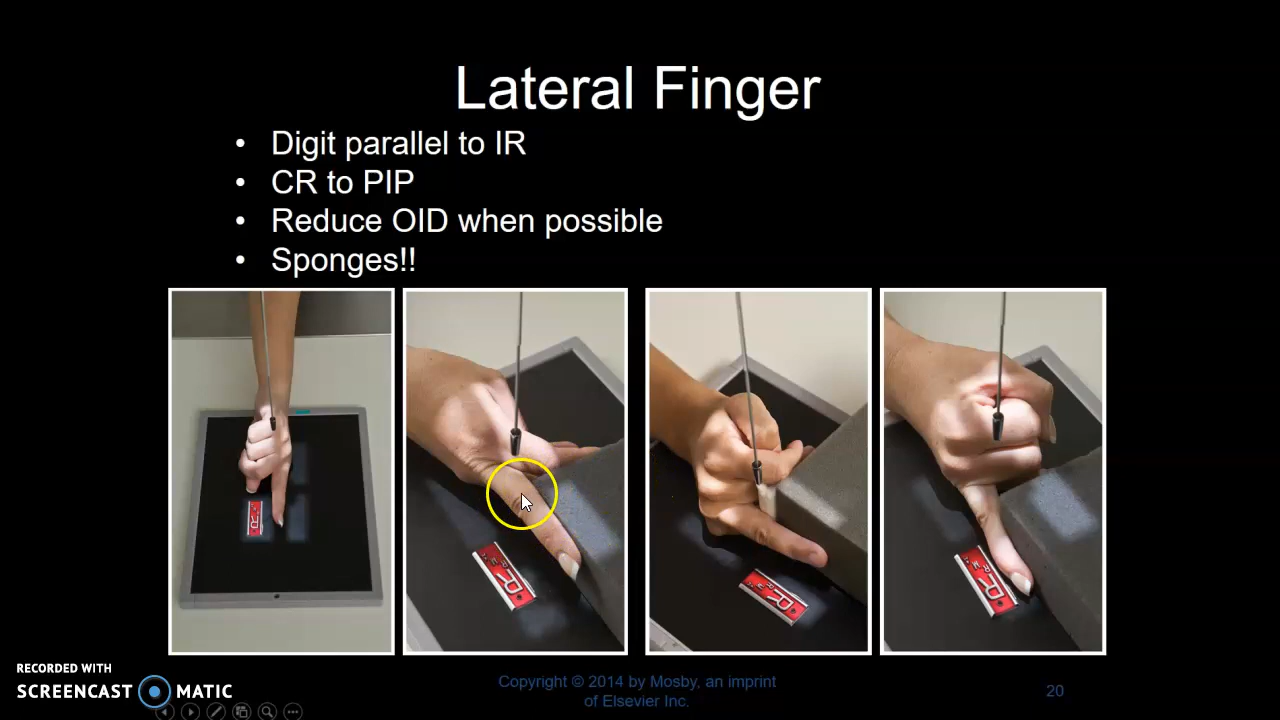 Lateral Finger
• Digit parallel to IR
• CR to PIP
• Reduce OID when possible
• Sponges!!
R
R
R
R
RECORDED WITH
SCREENCAST MATIC
Copyright © 2014 by Mosby, an imprint
of Elsevier Inc.
20